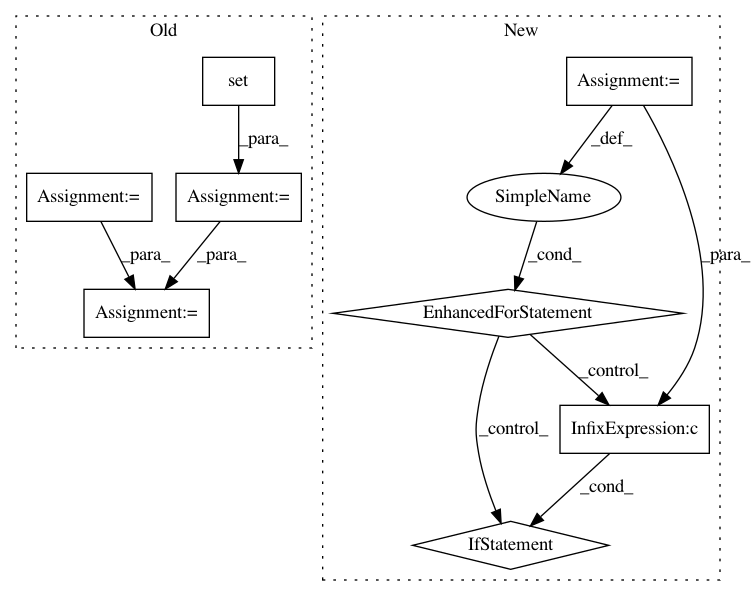 Old
New
set
Assignment:=
_para_
_def_
Assignment:=
Assignment:=
SimpleName
_para_
_para_
_cond_
_para_
Assignment:=
EnhancedForStatement
_control_
_control_
InfixExpression:c
_cond_
IfStatement